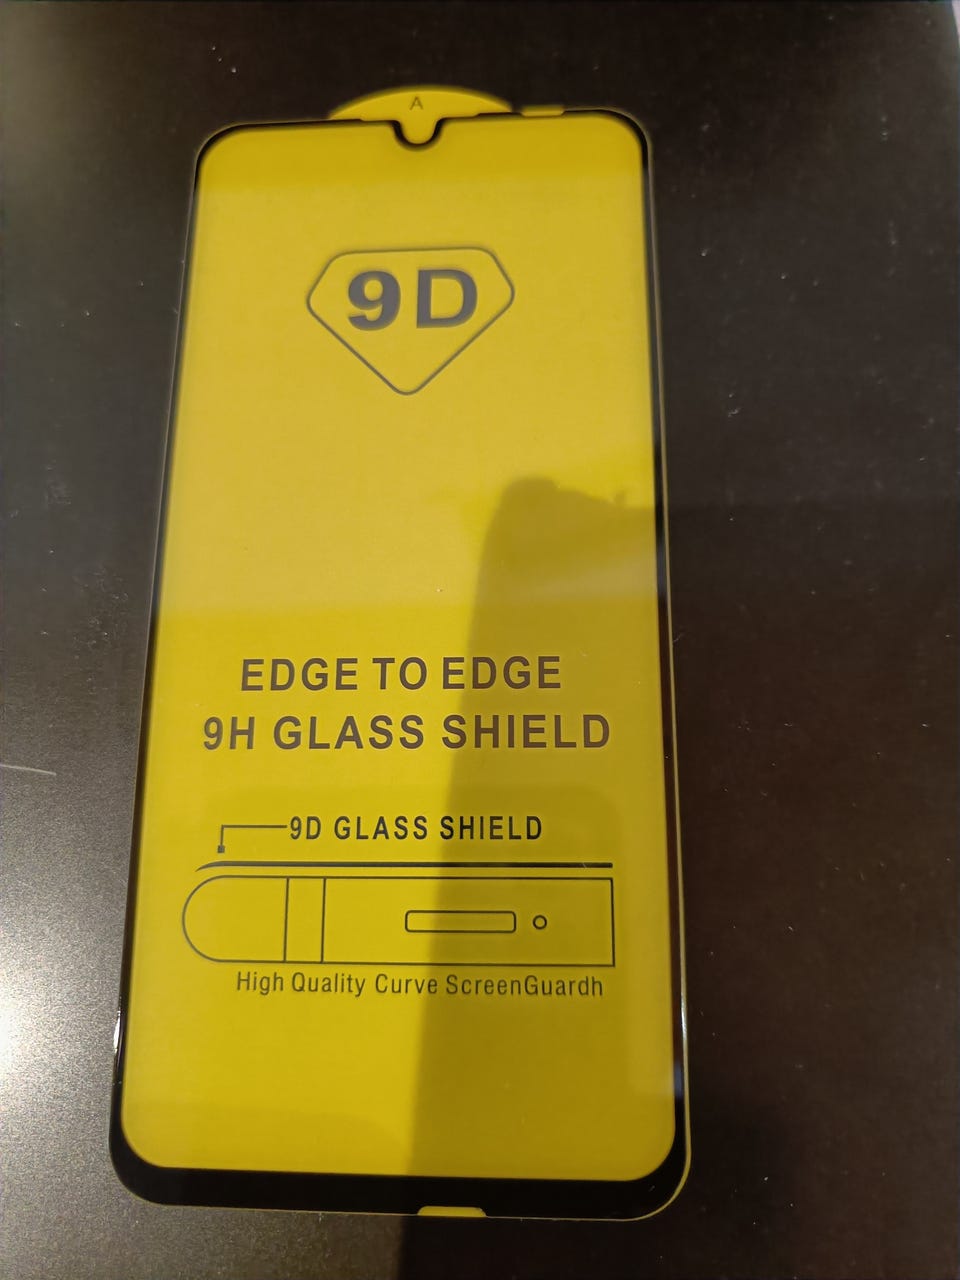 A
9D
EDGE TO EDGE
9H GLASS SHIELD
9D GLASS SHIELD
High Quality Curve ScreenGuardh